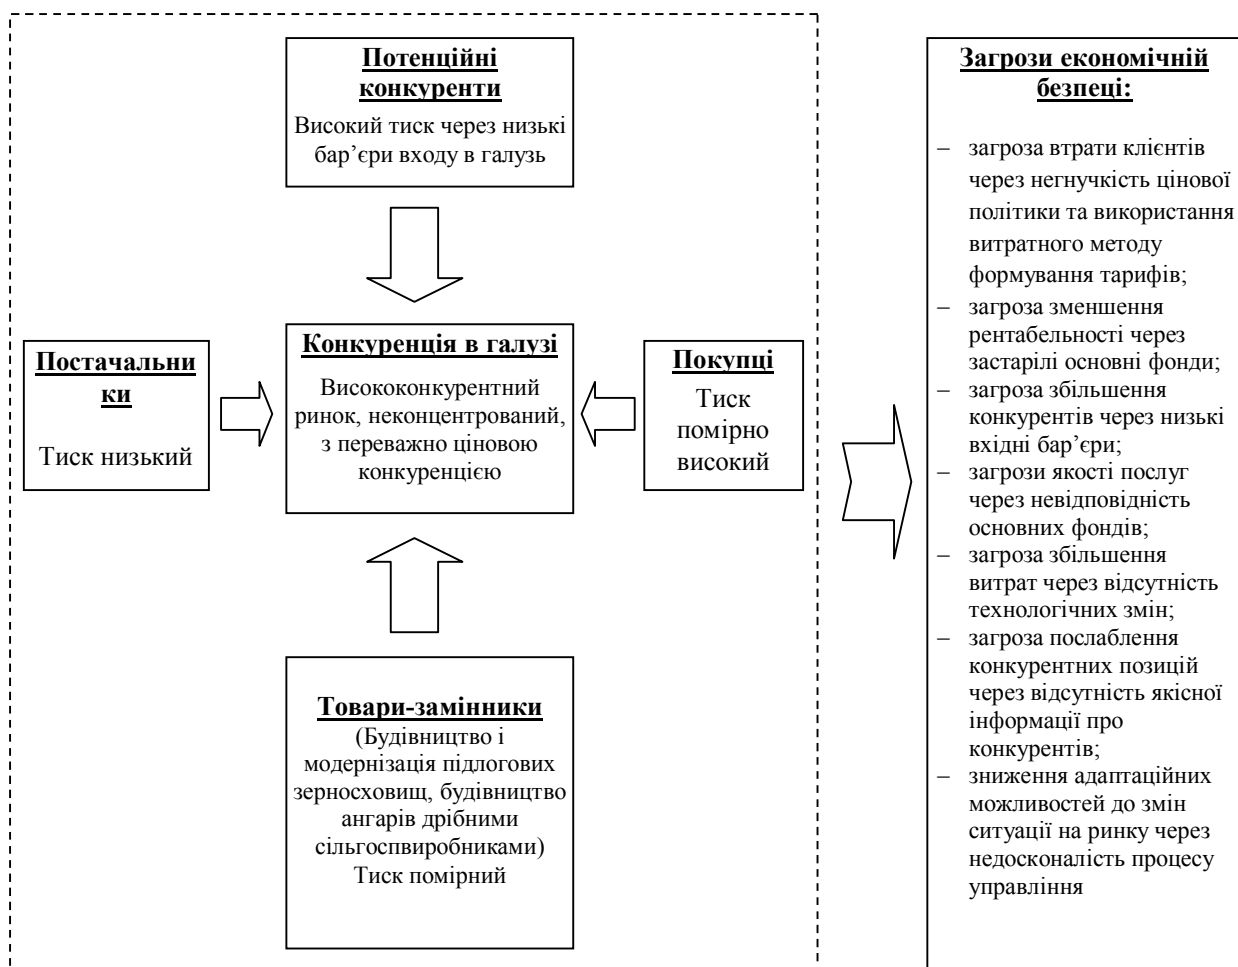 Потенційні
конкуренти
Високий тиск через низькі
бар’єри входу в галузь
Постачальни
ки
Тиск низький
Конкуренція в галузі
Висококонкурентний
ринок, неконцентрований,
з переважно ціновою
конкуренцією
Покупці
Тиск
помірно
високий
Товари-замінники
(Будівництво і
модернізація підлогових
зерносховищ, будівництво
ангарів дрібними
сільгоспвиробниками)
Тиск помірний
Загрози економічній
безпеці:
– загроза втрати клієнтів
через негнучкість цінової
політики та використання
витратного методу
формування тарифів;
– загроза зменшення
рентабельності через
застарілі основні фонди;
– загроза збільшення
конкурентів через низькі
вхідні бар’єри;
– загрози якості послуг
через невідповідність
основних фондів;
– загроза збільшення
витрат через відсутність
технологічних змін;
– загроза послаблення
конкурентних позицій
через відсутність якісної
інформації про
конкурентів;
– зниження адаптаційних
можливостей до змін
ситуації на ринку через
недосконалість процесу
управління